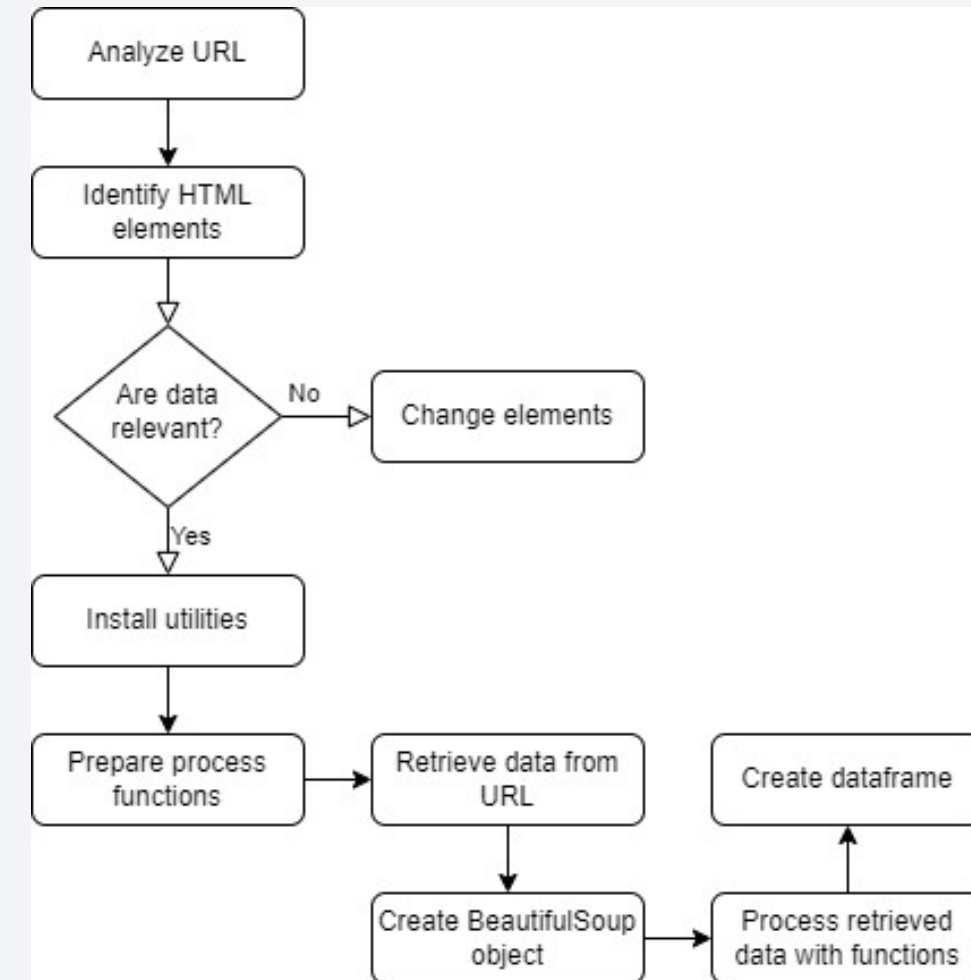 Analyze URL
Identify HTML
elements
Are data
relevant?
No
Change elements
Yes
Install utilities
Prepare process
functions
Retrieve data from
URL
Create dataframe
Create BeautifulSoup
object
Process retrieved
data with functions